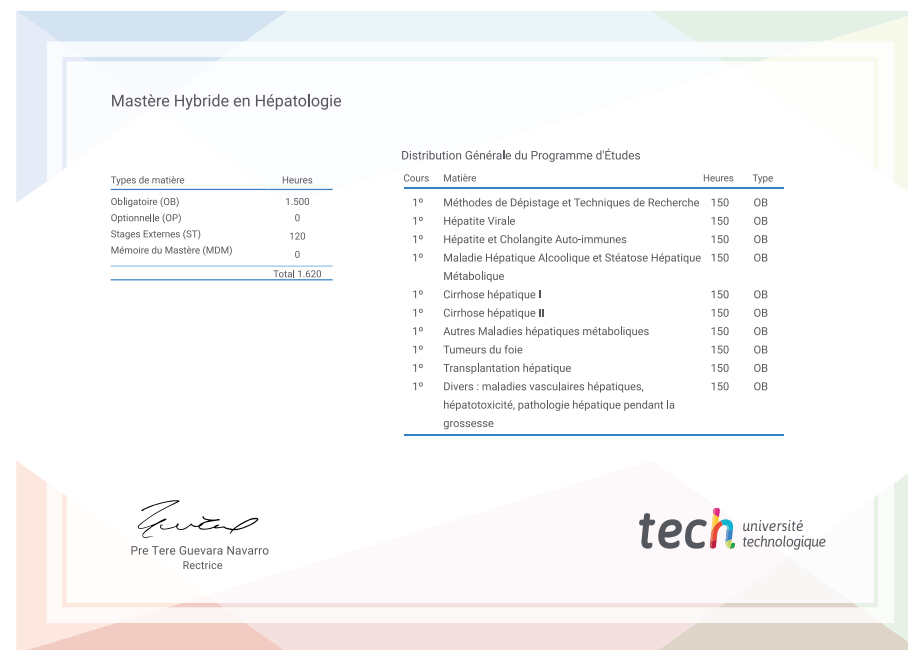 Mastère Hybride en Hépatologie
Types de matière Heures
Obligatoire (OB) 1.500
Optionnelle (OP) 0
Stages Externes (ST) 120
Mémoire du Mastère (MDM) 0
Total 1.620
Distribution Générale du Programme d'Études
Cours Matière Heures Type
1º Méthodes de Dépistage et Techniques de Recherche 150 OB
1º Hépatite Virale 150 OB
1º Hépatite et Cholangite Auto-immunes 150 OB
1º Maladie Hépatique Alcoolique et Stéatose Hépatique 150 OB
Métabolique
1º Cirrhose hépatique I 150 OB
1º Cirrhose hépatique II 150 OB
1º Autres Maladies hépatiques métaboliques 150 OB
1º Tumeurs du foie 150 OB
1º Transplantation hépatique 150 OB
1º Divers : maladies vasculaires hépatiques, 150 OB
hépatotoxicité, pathologie hépatique pendant la
grossesse
Pre Tere Guevara Navarro
Rectrice
tech université
technologique